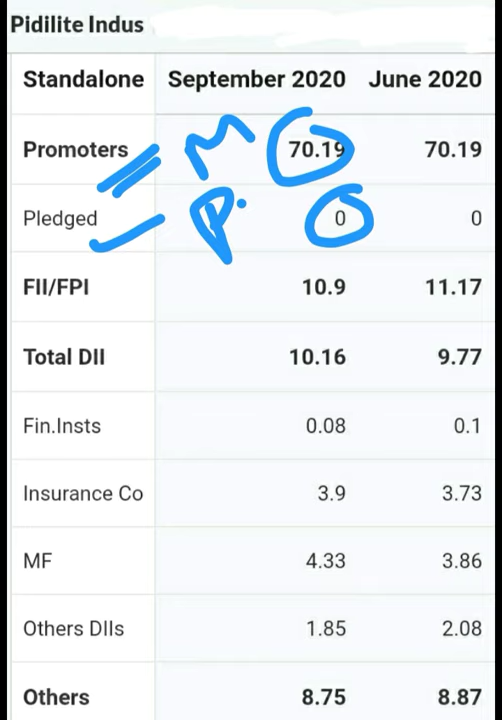 Pidilite Indus
Standalone September 2020 June 2020
Promoters M 70.19 70.19
Pledged P. 0 0
FII/FPI 10.9 11.17
Total DII 10.16 9.77
Fin.Insts 0.08 0.1
Insurance Co 3.9 3.73
MF 4.33 3.86
Others DIIs 1.85 2.08
Others 8.75 8.87